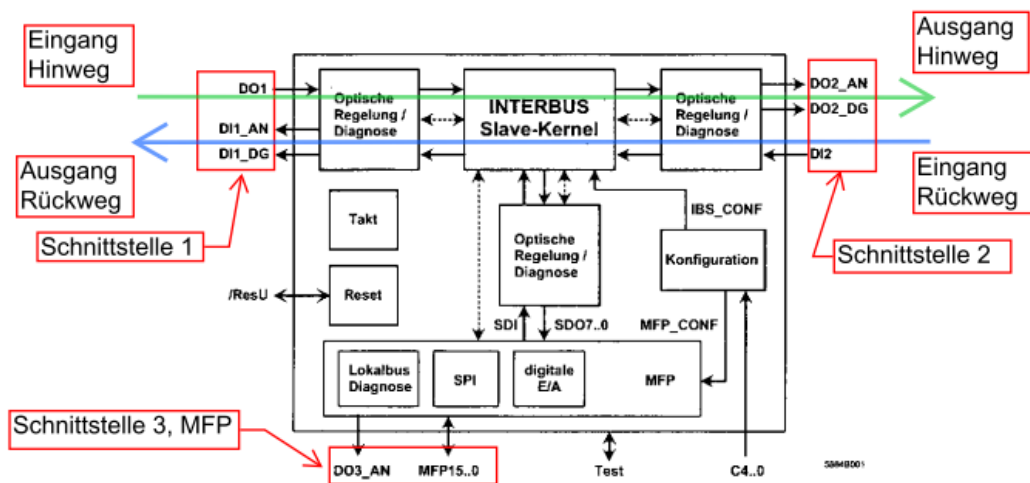 Eingang
Hinweg
Ausgang
Hinweg
DO1
Optische
Regelung /
Diagnose
INTERBUS
Slave-Kernel
Optische
Regelung /
Diagnose
DO2_AN
DO2_DG
DI1_AN
DI1_DG
DI2
Ausgang
Rückweg
Eingang
Rückweg
Schnittstelle 1
Takt
Optische
Regelung /
Diagnose
IBS_CONF
Konfiguration
Schnittstelle 2
/ResU
Reset
SDI
SDO7..0
MFP_CONF
Lokalbus
Diagnose
SPI
digitale
E/A
MFP
Schnittstelle 3, MFP
DO3_AN
MFP15..0
Test
C4..0